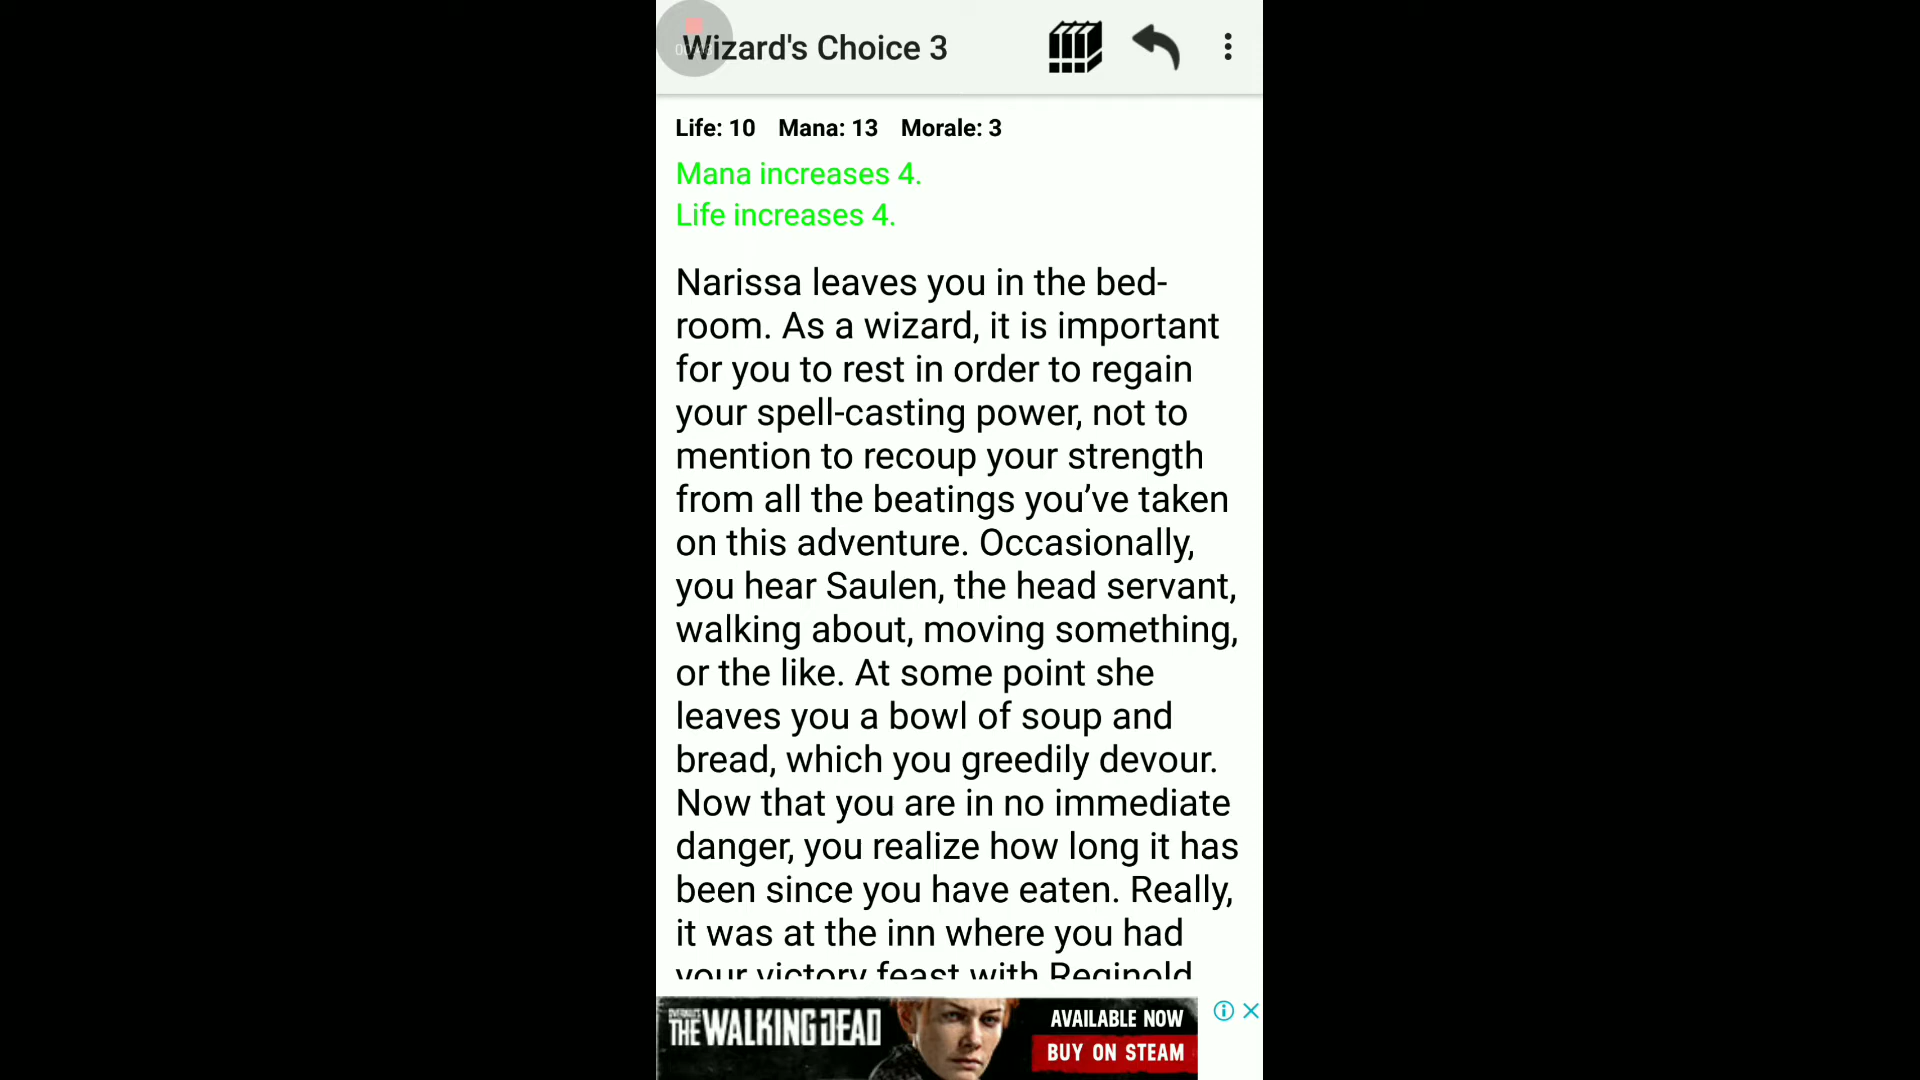 Wizard's Choice 3
Life: 10 Mana: 13 Morale: 3
Mana increases 4.
Life increases 4.
Narissa leaves you in the bed-
room. As a wizard, it is important
for you to rest in order to regain
your spell-casting power, not to
mention to recoup your strength
from all the beatings you’ve taken
on this adventure. Occasionally,
you hear Saulen, the head servant,
walking about, moving something,
or the like. At some point she
leaves you a bowl of soup and
bread, which you greedily devour.
Now that you are in no immediate
danger, you realize how long it has
been since you have eaten. Really,
it was at the inn where you had
your victory feast with Reginold
OVERKILL'S
THE WALKING DEAD
AVAILABLE NOW
BUY ON STEAM